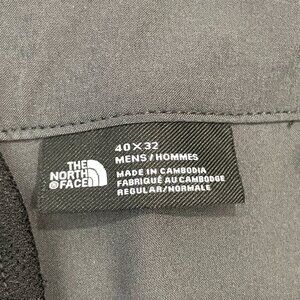 THE
NORTH
FACE
40 X 32
MENS / HOMMES
MADE IN CAMBODIA
FABRIQUÉ AU CAMBODGE
REGULAR/NORMALE